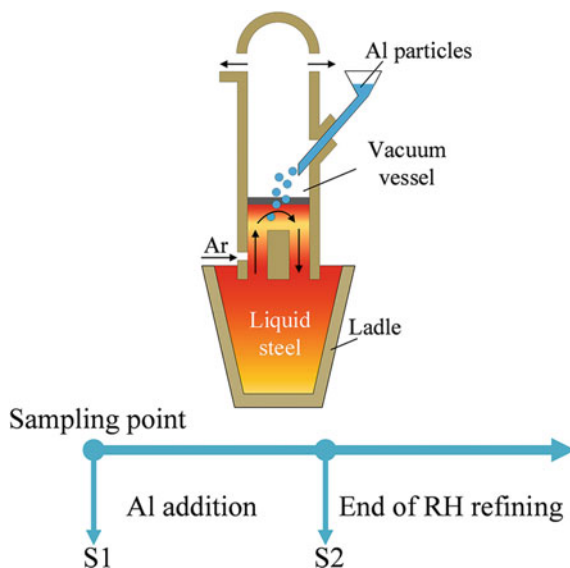 Al particles
Vacuum
vessel
Ar
Liquid
steel
Ladle
Sampling point
Al addition
End of RH refining
S1
S2